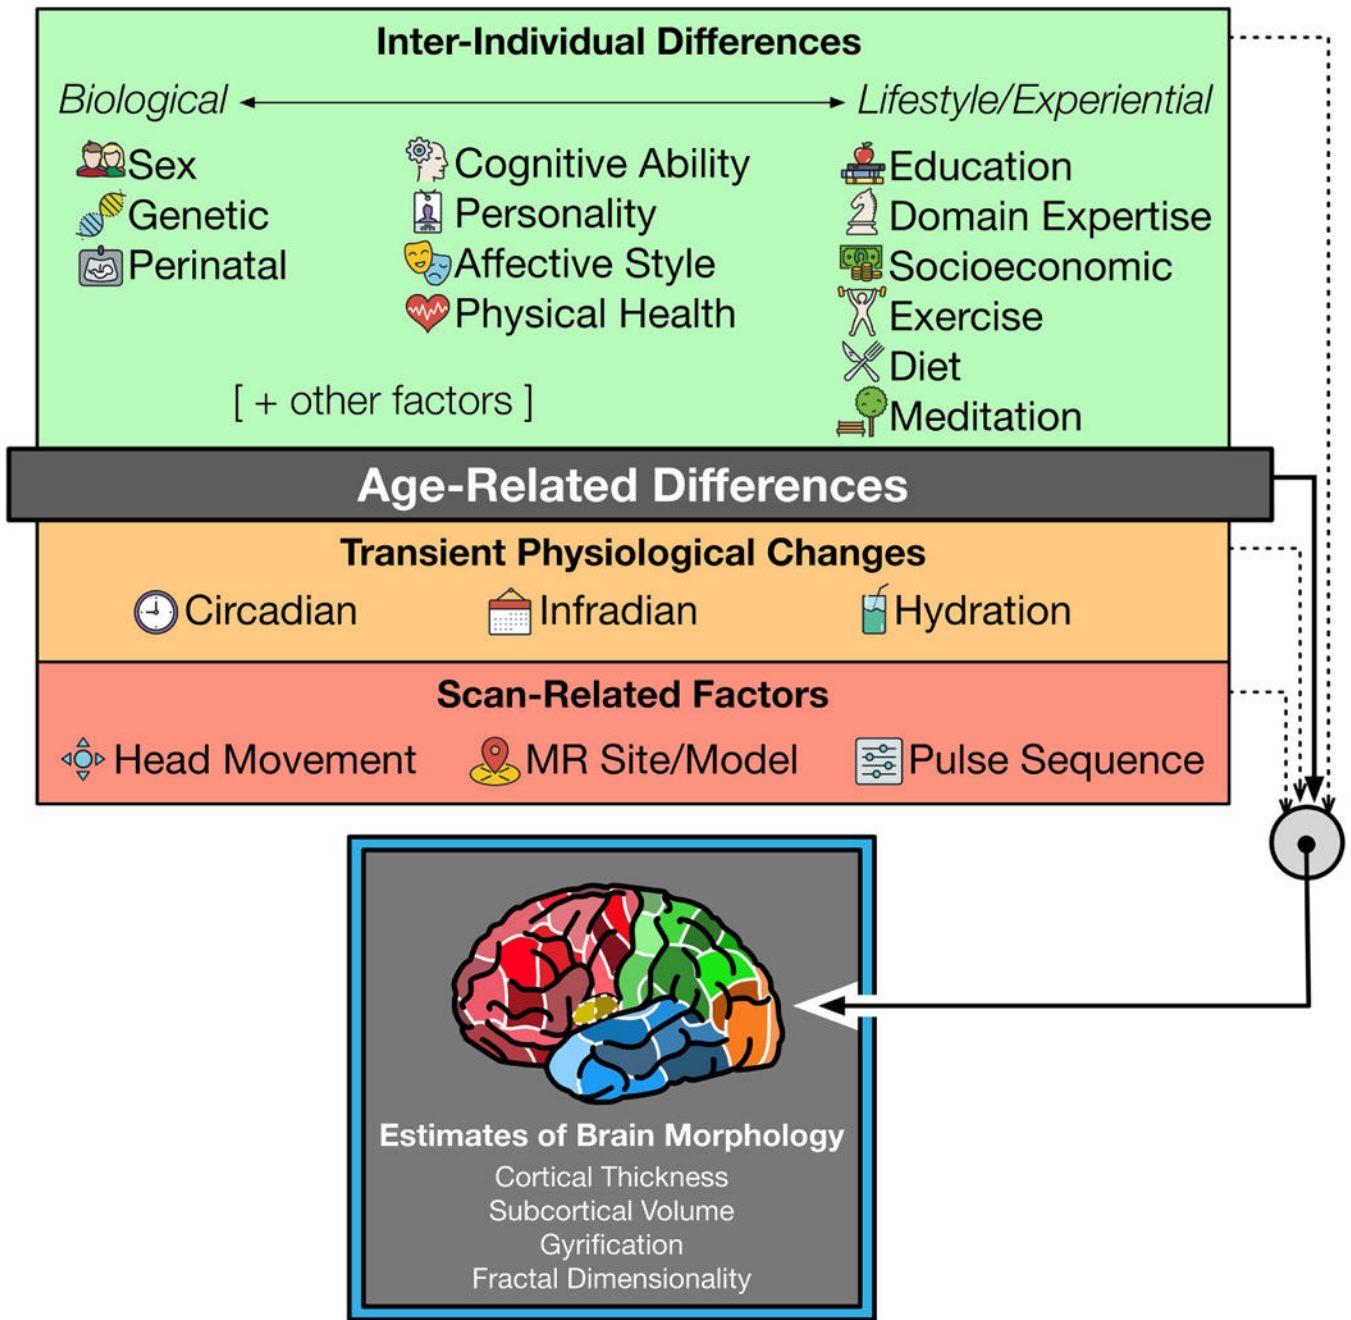 Inter-Individual Differences
Biological
Lifestyle/Experiential
Sex
Genetic
Perinatal
Cognitive Ability
Personality
Affective Style
Physical Health
Education
Domain Expertise
Socioeconomic
Exercise
Diet
Meditation
[ + other factors ]
Age-Related Differences
Transient Physiological Changes
Circadian
Infradian
Hydration
Scan-Related Factors
Head Movement
MR Site/Model
Pulse Sequence
Estimates of Brain Morphology
Cortical Thickness
Subcortical Volume
Gyrification
Fractal Dimensionality